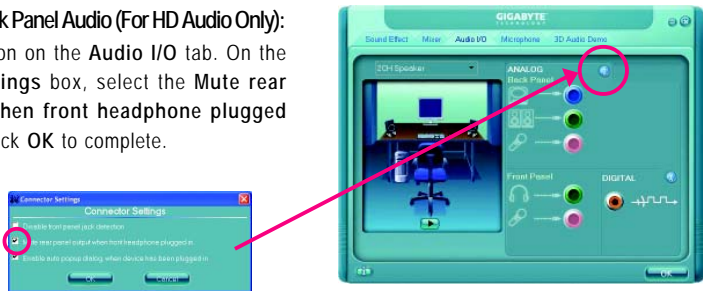 k Panel Audio (For HD Audio Only):
on on the Audio I/O tab. On the
ings box, select the Mute rear
hen front headphone plugged
ck OK to complete.
Connector Settings
Connector Settings
Disable front panel jack detection
Mute rear panel output when front headphone plugged in
Enable auto popup dialog, when device has been plugged in
OK
Cancel
GIGABYTE
TECHNOLOGY
Sound Effect
Mixer
Audio I/O
Microphone
3D Audio Demo
2CH Speaker
ANALOG
Back Panel
Front Panel
DIGITAL
OK